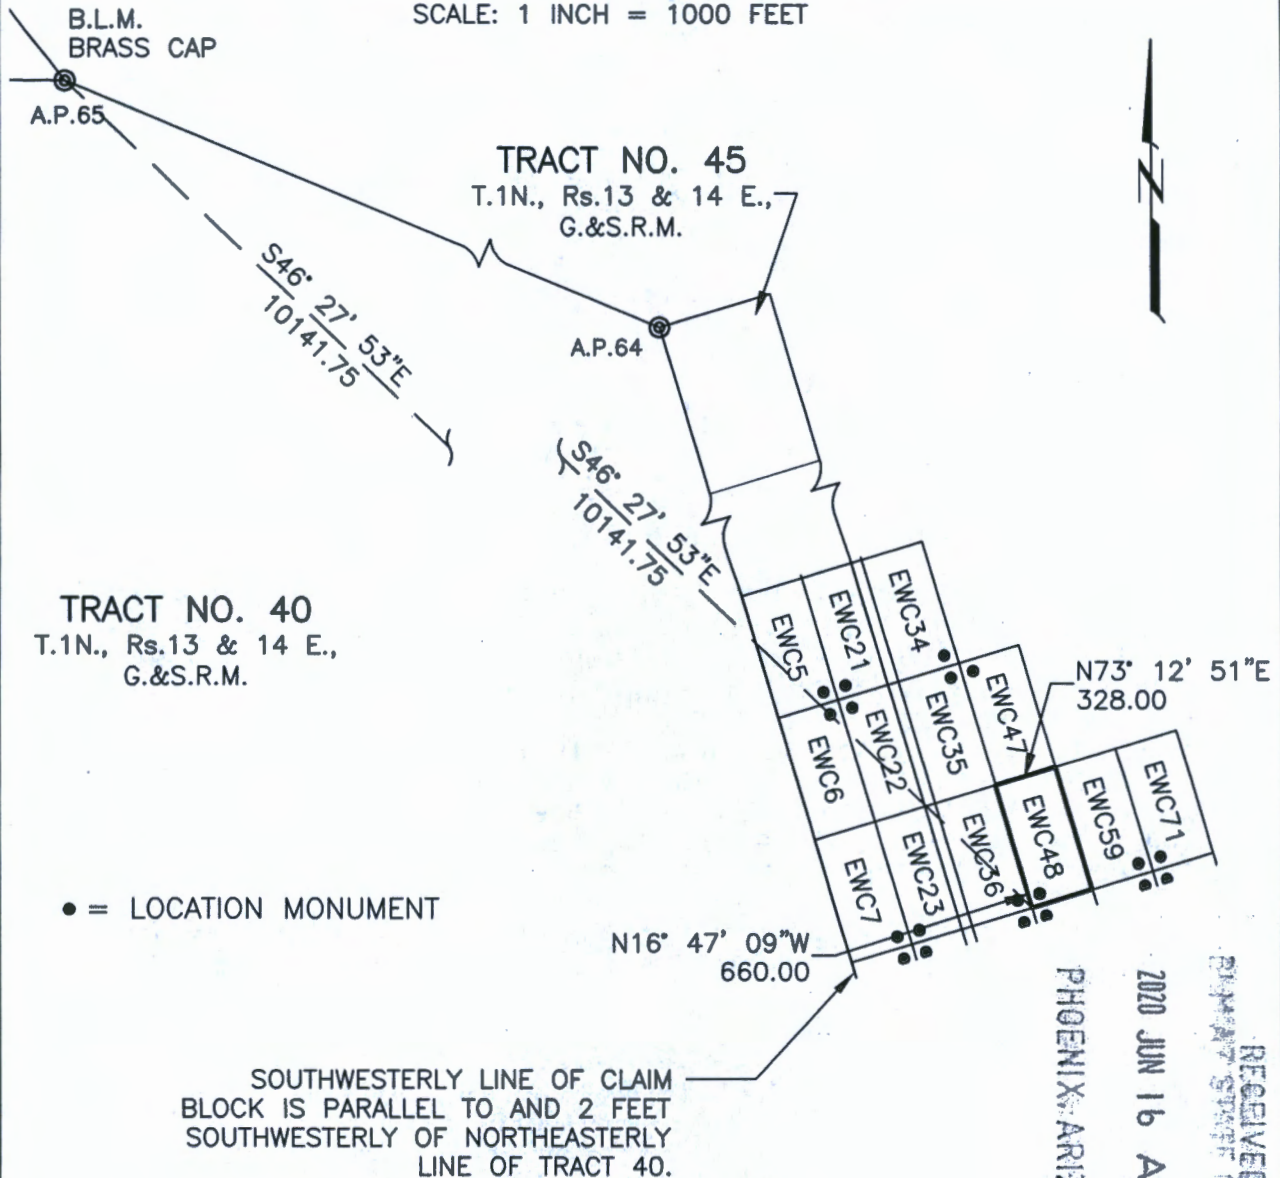 SCALE: 1 INCH = 1000 FEET
B.L.M.
BRASS CAP
A.P.65
TRACT NO. 45
T.1N., Rs.13 & 14 E.,
G.&S.R.M.
N
S46° 27' 53"E
10141.75
A.P.64
S46° 27' 53"E
10141.75
TRACT NO. 40
T.1N., Rs.13 & 14 E.,
G.&S.R.M.
EWC34
EWC21
EWC5
EWC47
N73° 12' 51"E
328.00
EWC35
EWC22
EWC6
EWC71
EWC59
EWC48
EWC36
EWC23
EWC7
● = LOCATION MONUMENT
N16° 47' 09"W
660.00
SOUTHWESTERLY LINE OF CLAIM
BLOCK IS PARALLEL TO AND 2 FEET
SOUTHWESTERLY OF NORTHEASTERLY
LINE OF TRACT 40.
RECEIVED
2020 JUN 16 A
PHOENIX, ARI